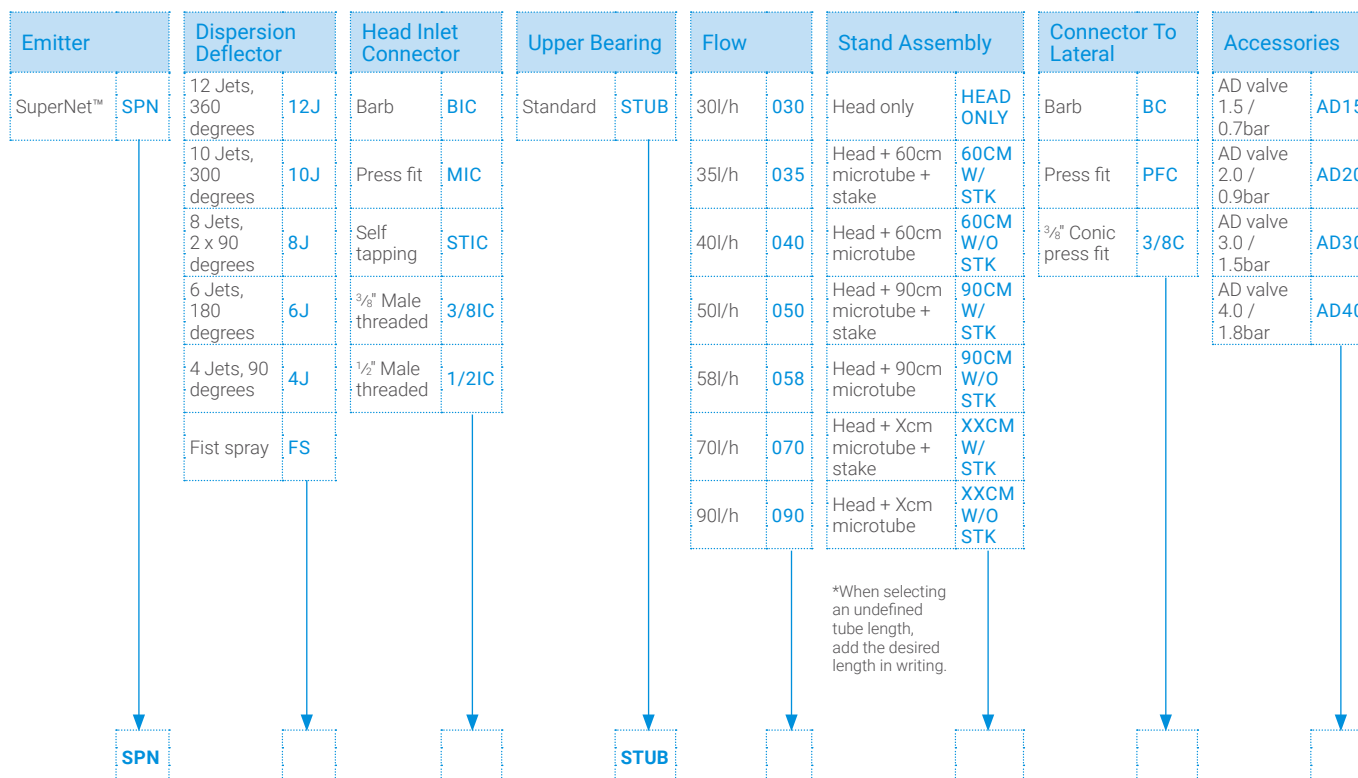 Emitter
SuperNet™ SPN
Dispersion
Deflector
12 Jets,
360
degrees
12J
10 Jets,
300
degrees
10J
8 Jets,
2 x 90
degrees
8J
6 Jets,
180
degrees
6J
4 Jets, 90
degrees
4J
Fist spray FS
Head Inlet
Connector
Barb BIC
Press fit MIC
Self
tapping
STIC
⅜" Male
threaded
3/8IC
½" Male
threaded
1/2IC
Upper Bearing
Standard STUB
Flow
30l/h 030
35l/h 035
40l/h 040
50l/h 050
58l/h 058
70l/h 070
90l/h 090
Stand Assembly
Head only
HEAD
ONLY
Head + 60cm
microtube +
stake
60CM
W/
STK
Head + 60cm
microtube
60CM
W/O
STK
Head + 90cm
microtube +
stake
90CM
W/
STK
Head + 90cm
microtube
90CM
W/O
STK
Head + Xcm
microtube +
stake
XXCM
W/
STK
Head + Xcm
microtube
XXCM
W/O
STK
*When selecting
an undefined
tube length,
add the desired
length in writing.
Connector To
Lateral
Barb BC
Press fit PFC
⅜" Conic
press fit
3/8C
Accessories
AD valve
1.5 /
0.7bar
AD15
AD valve
2.0 /
0.9bar
AD20
AD valve
3.0 /
1.5bar
AD30
AD valve
4.0 /
1.8bar
AD40
SPN
STUB